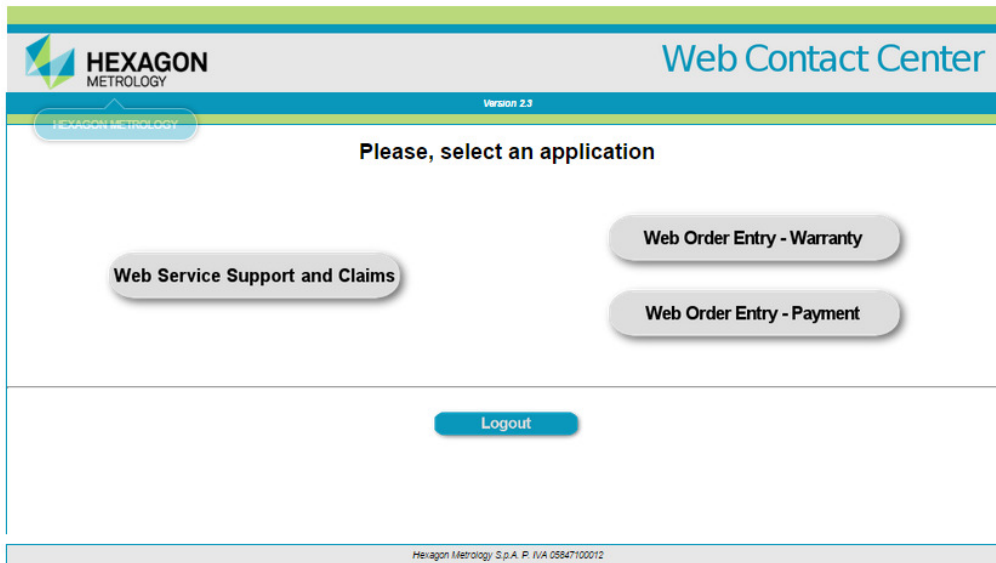 HEXAGON
METROLOGY
Web Contact Center
Version 2.3
HEXAGON METROLOGY
Please, select an application
Web Service Support and Claims
Web Order Entry - Warranty
Web Order Entry - Payment
Logout
Hexagon Metrology S.p.A. P. IVA 05847100012